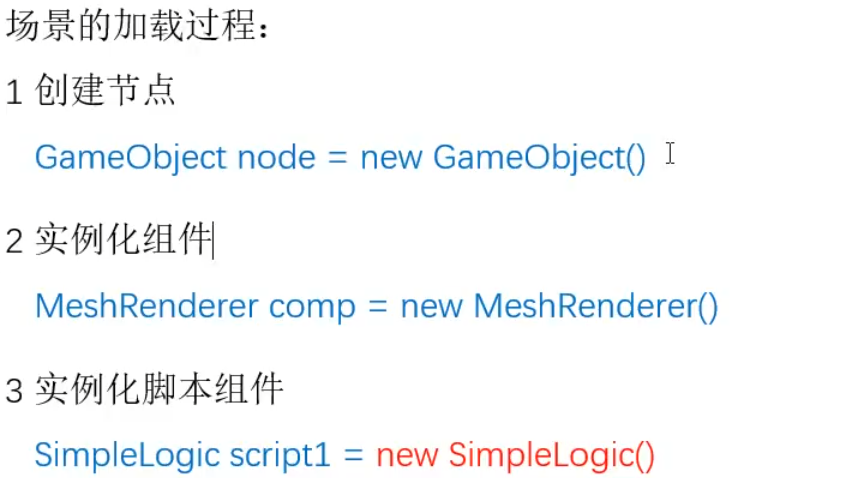 场景的加载过程：
1 创建节点
GameObject node = new GameObject()
2 实例化组件
MeshRenderer comp = new MeshRenderer()
3 实例化脚本组件
SimpleLogic script1 = new SimpleLogic()